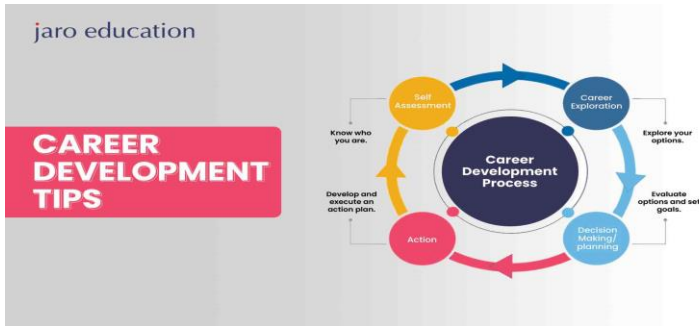 jaro education
CAREER
DEVELOPMENT
TIPS
Self
Assessment
Know who
you are.
Career
Exploration
Explore your
options.
Career
Development
Process
Develop and
execute an
action plan.
Action
Evaluate
options and set
goals.
Decision
Making/
planning